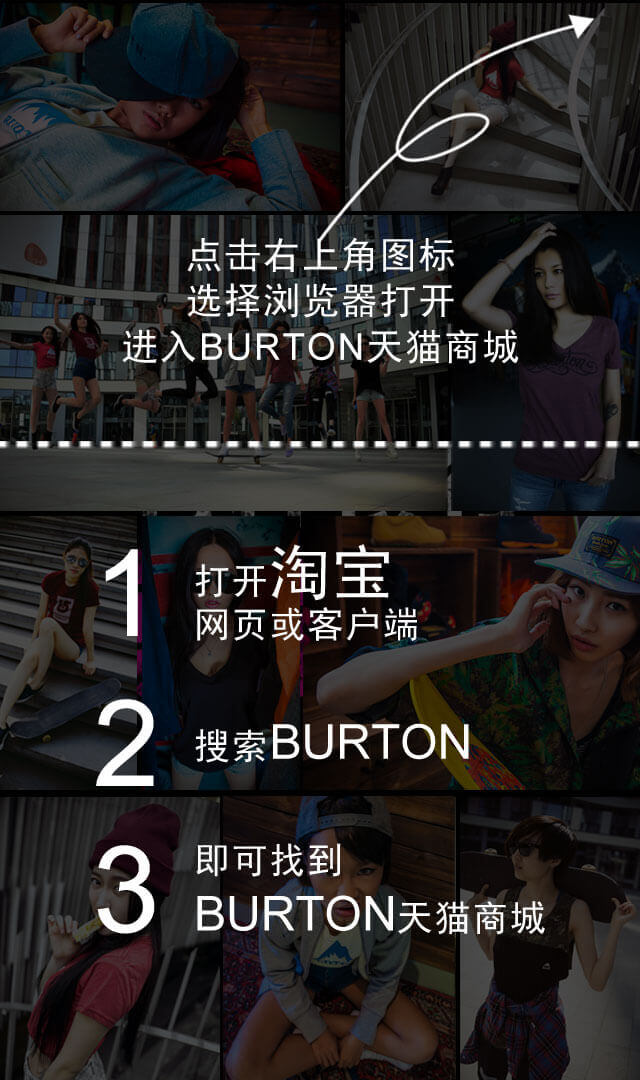 点击右上角图标
选择浏览器打开
进入BURTON天猫商城
1 打开淘宝
网页或客户端
2 搜索BURTON
3 即可找到
BURTON天猫商城